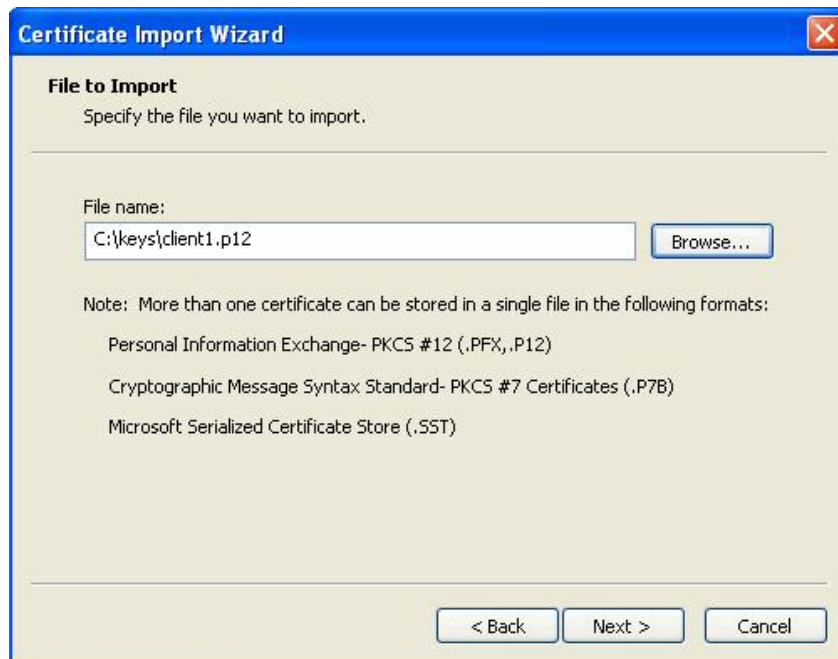 Certificate Import Wizard
File to Import
Specify the file you want to import.
File name:
C:\keys\client1.p12
Browse...
Note: More than one certificate can be stored in a single file in the following formats:
Personal Information Exchange- PKCS #12 (.PFX,.P12)
Cryptographic Message Syntax Standard- PKCS #7 Certificates (.P7B)
Microsoft Serialized Certificate Store (.SST)
< Back Next > Cancel